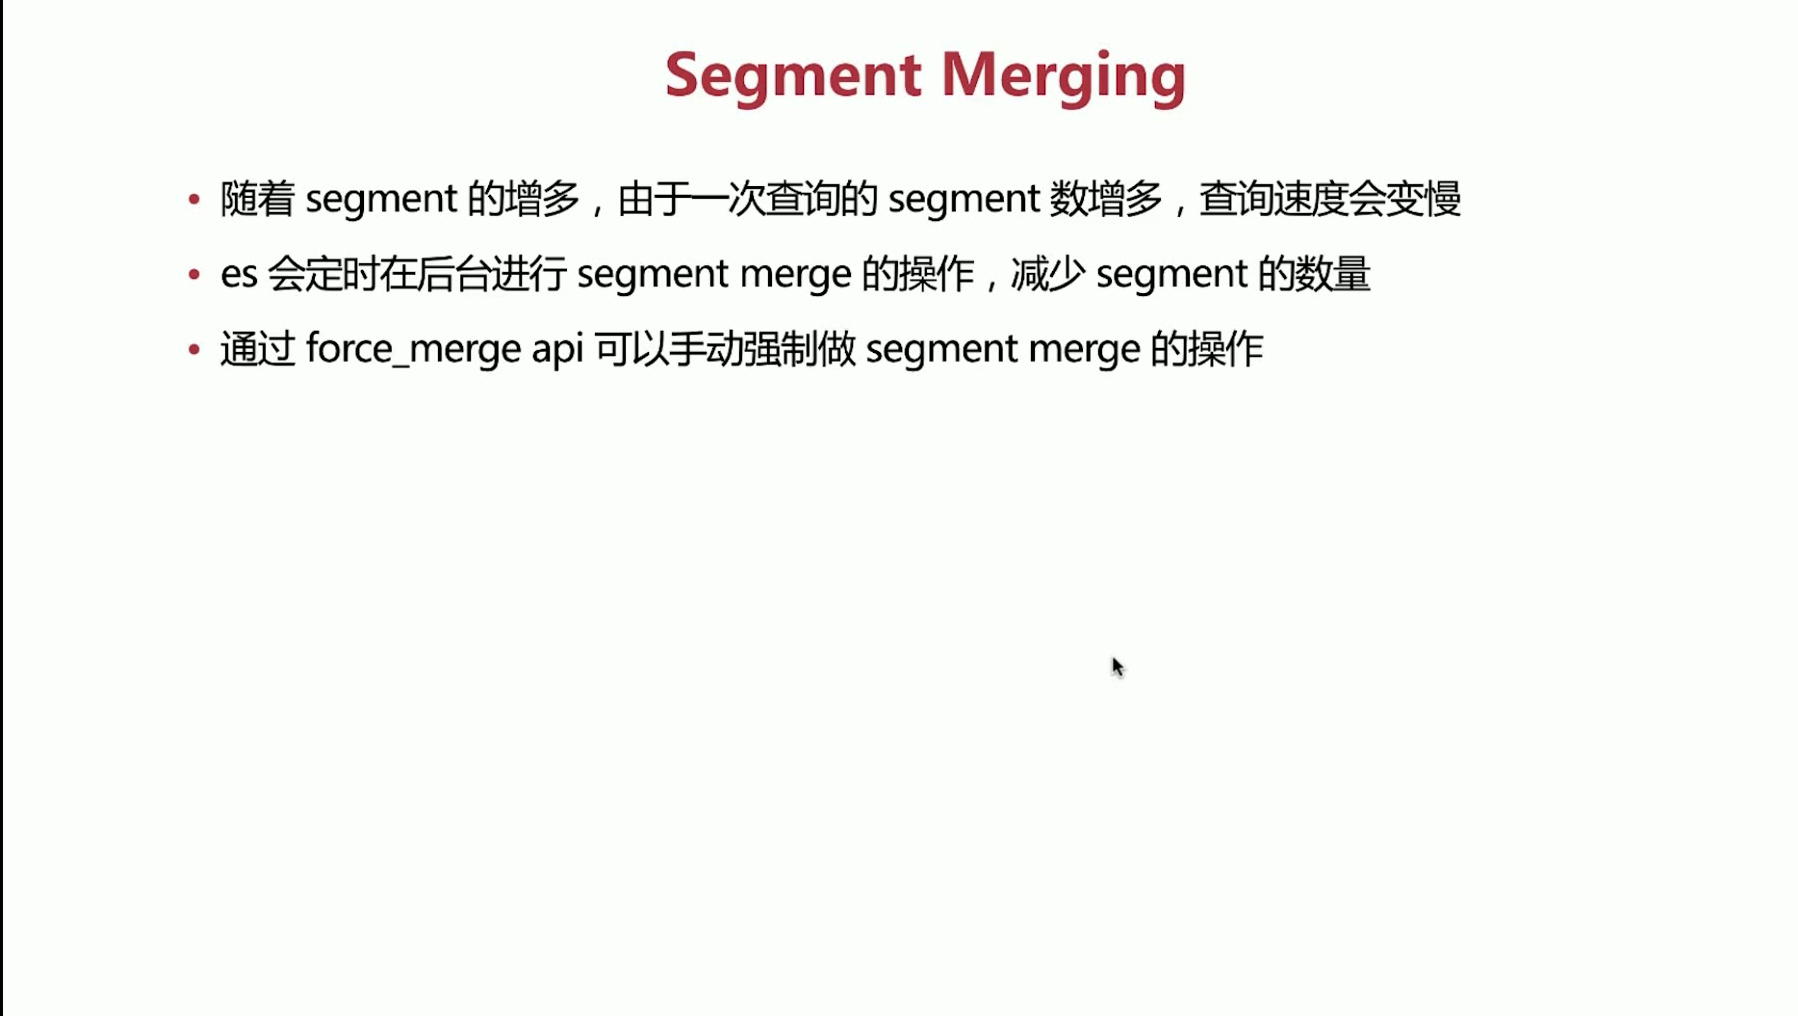 Segment Merging
• 随着 segment 的增多，由于一次查询的 segment 数增多，查询速度会变慢
• es 会定时在后台进行 segment merge 的操作，减少 segment 的数量
• 通过 force_merge api 可以手动强制做 segment merge 的操作